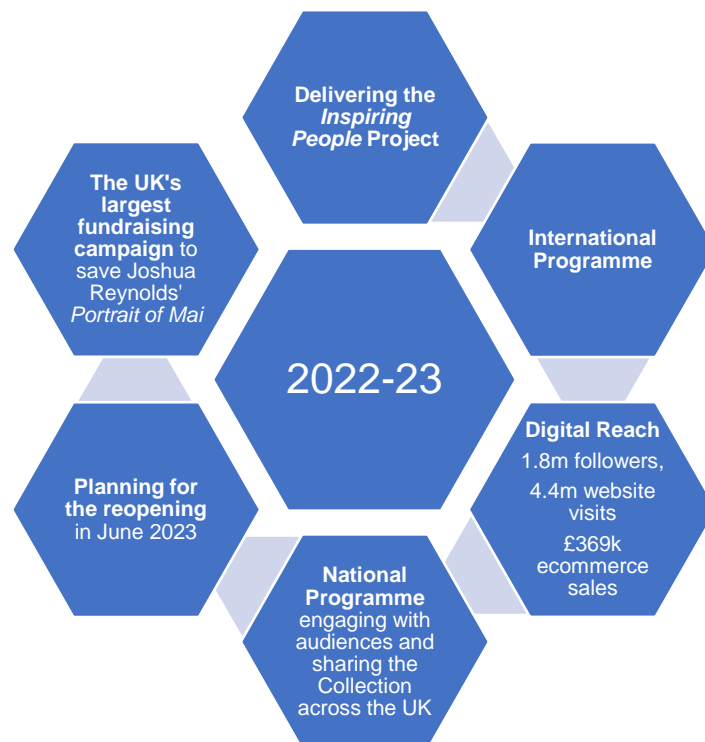 Delivering the
Inspiring
People Project
International
Programme
Digital Reach
1.8m followers,
4.4m website
visits
£369k
ecommerce
sales
National
Programme
engaging with
audiences and
sharing the
Collection
across the UK
Planning for
the reopening
in June 2023
The UK's
largest
fundraising
campaign to
save Joshua
Reynolds'
Portrait of Mai
2022-23